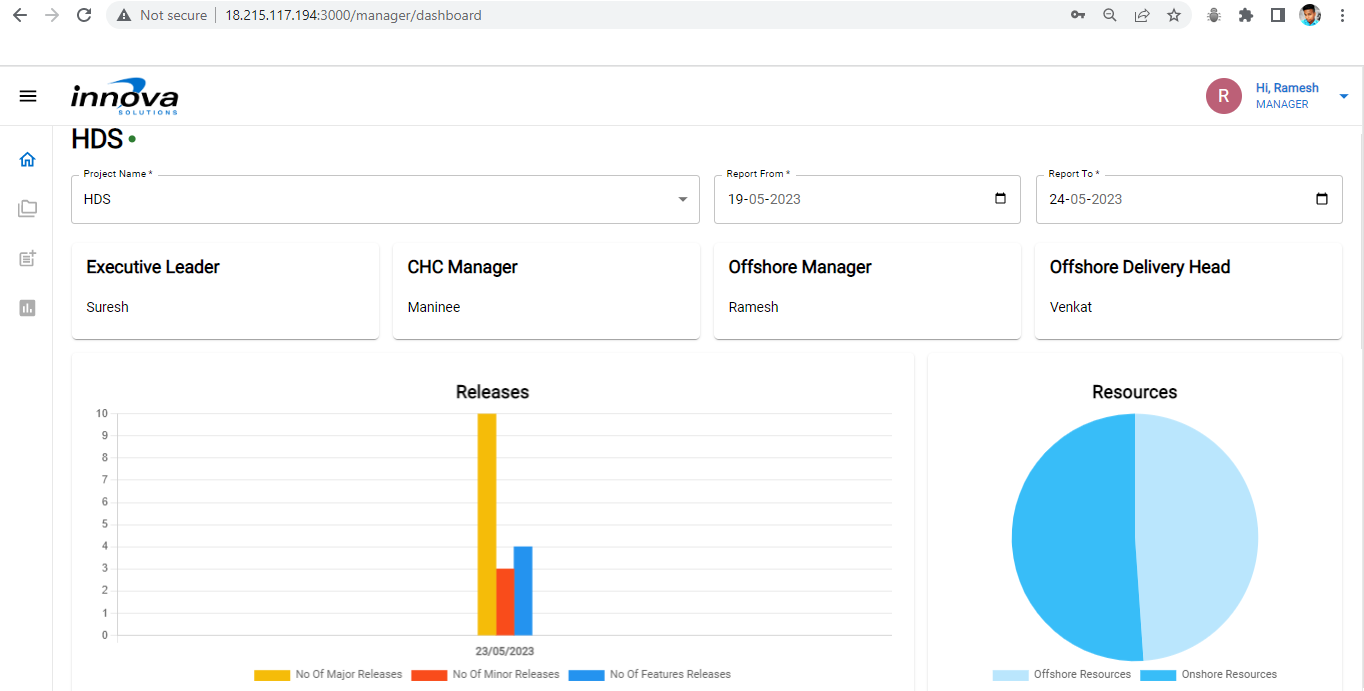 Not secure 18.215.117.194:3000/manager/dashboard
innova
SOLUTIONS
R
Hi, Ramesh
MANAGER
HDS
Project Name *
HDS
Report From *
19-05-2023
Report To *
24-05-2023
Executive Leader
Suresh
CHC Manager
Maninee
Offshore Manager
Ramesh
Offshore Delivery Head
Venkat
Releases
10
9
8
7
6
5
4
3
2
1
0
23/05/2023
No Of Major Releases No Of Minor Releases No Of Features Releases
Resources
Offshore Resources Onshore Resources